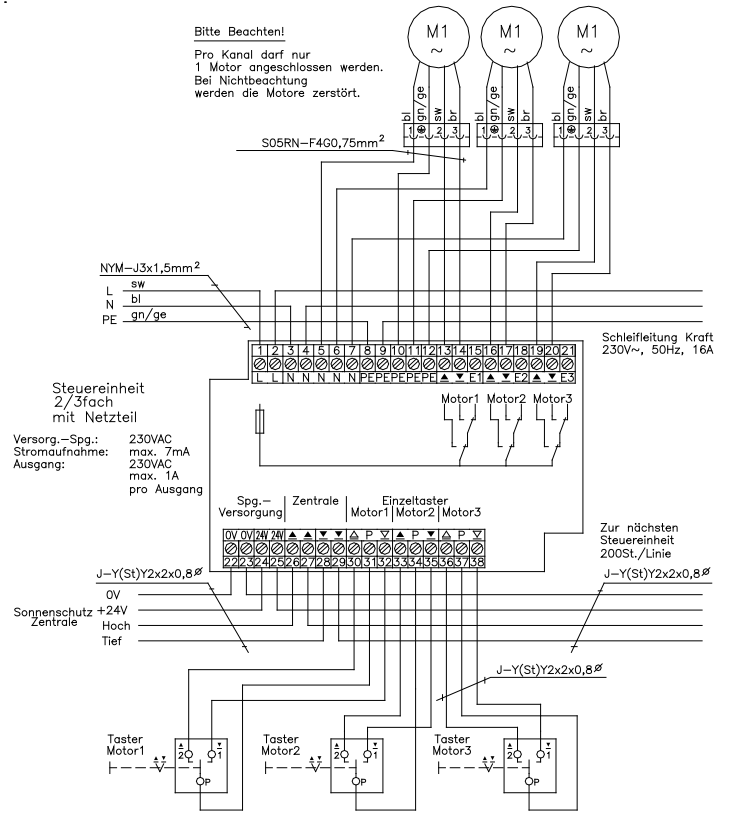 Bitte Beachten!
Pro Kanal darf nur
1 Motor angeschlossen werden.
Bei Nichtbeachtung
werden die Motore zerstört.
M1 M1 M1
~ ~ ~
bl gn/ge sw br bl gn/ge sw br bl gn/ge sw br
1 2 3 1 2 3 1 2 3
S05RN-F4G0,75mm²
NYM-J3x1,5mm²
L sw
N bl
PE gn/ge
Schleifleitung Kraft
230V~, 50Hz, 16A
1 2 3 4 5 6 7 8 9 10 11 12 13 14 15 16 17 18 19 20 21
L L N N N N N PE PE PE PE PE ▲ ▼ E1 ▲ ▼ E2 ▲ ▼ E3
Steuereinheit
2/3fach
mit Netzteil
Versorg.-Spg.: 230VAC
Stromaufnahme: max. 7mA
Ausgang: 230VAC
max. 1A
pro Ausgang
Motor1 Motor2 Motor3
Spg.-
Versorgung
Zentrale
Einzeltaster
Motor1 Motor2 Motor3
0V 0V 24V 24V ▲ ▲ ▼ ▼ △ P ▽ ▲ P ▼ △ P ▽
22 23 24 25 26 27 28 29 30 31 32 33 34 35 36 37 38
Zur nächsten
Steuereinheit
200St./Linie
J-Y(St)Y2x2x0,8Ø
J-Y(St)Y2x2x0,8Ø
Sonnenschutz
Zentrale
0V
+24V
Hoch
Tief
J-Y(St)Y2x2x0,8Ø
Taster
Motor1
▲ ▼
2 1
P
Taster
Motor2
▲ ▼
2 1
P
Taster
Motor3
▲ ▼
2 1
P